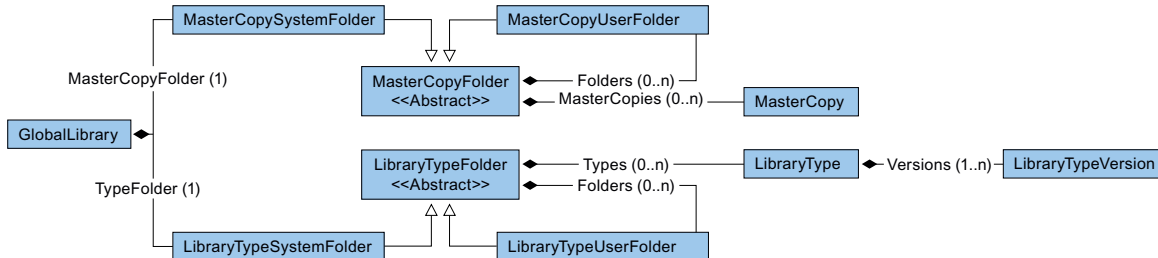 MasterCopySystemFolder
MasterCopyUserFolder
MasterCopyFolder (1)
MasterCopyFolder
<<Abstract>>
Folders (0..n)
MasterCopies (0..n)
MasterCopy
GlobalLibrary
LibraryTypeFolder
<<Abstract>>
Types (0..n)
LibraryType
Versions (1..n)
LibraryTypeVersion
TypeFolder (1)
Folders (0..n)
LibraryTypeSystemFolder
LibraryTypeUserFolder